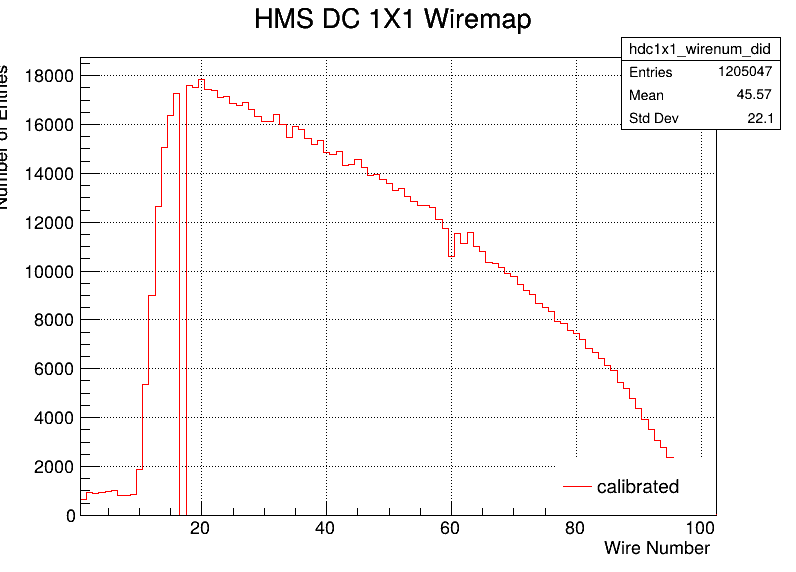 HMS DC 1X1 Wiremap
hdc1x1_wirenum_did
Entries 1205047
Mean 45.57
Std Dev 22.1
Number of Entries
18000
16000
14000
12000
10000
8000
6000
4000
2000
0
calibrated
20 40 60 80 100
Wire Number